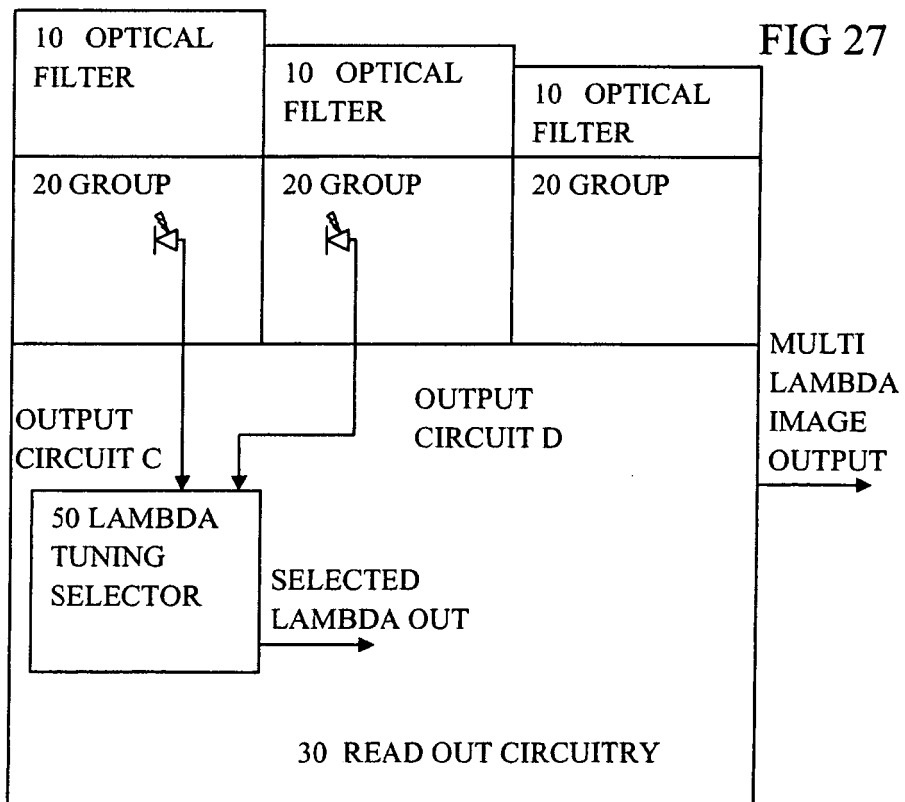 FIG 27
10 OPTICAL
FILTER
10 OPTICAL
FILTER
10 OPTICAL
FILTER
20 GROUP
20 GROUP
20 GROUP
OUTPUT
CIRCUIT C
OUTPUT
CIRCUIT D
MULTI
LAMBDA
IMAGE
OUTPUT
50 LAMBDA
TUNING
SELECTOR
SELECTED
LAMBDA OUT
30 READ OUT CIRCUITRY